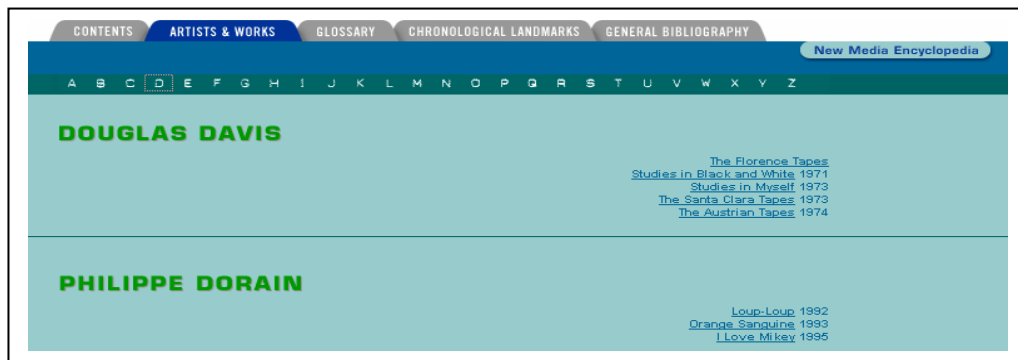 CONTENTS ARTISTS & WORKS GLOSSARY CHRONOLOGICAL LANDMARKS GENERAL BIBLIOGRAPHY
New Media Encyclopedia
A B C D E F G H I J K L M N O P Q R S T U V W X Y Z
DOUGLAS DAVIS
The Florence Tapes
Studies in Black and White 1971
Studies in Myself 1973
The Santa Clara Tapes 1973
The Austrian Tapes 1974
PHILIPPE DORAIN
Loup-Loup 1992
Orange Sanguine 1993
I Love Mikey 1995